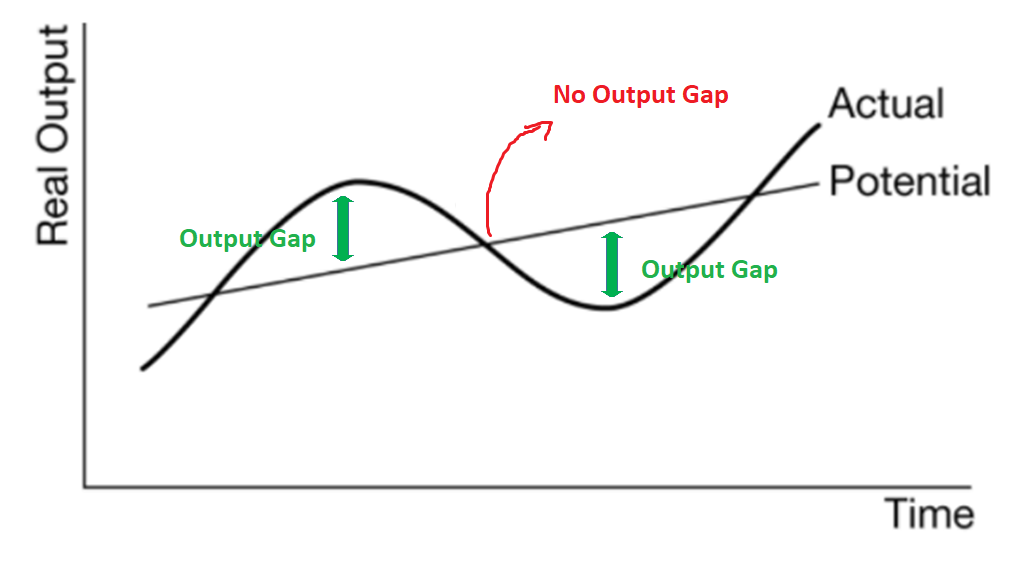 Real Output
No Output Gap
Actual
Potential
Output Gap
Output Gap
Time